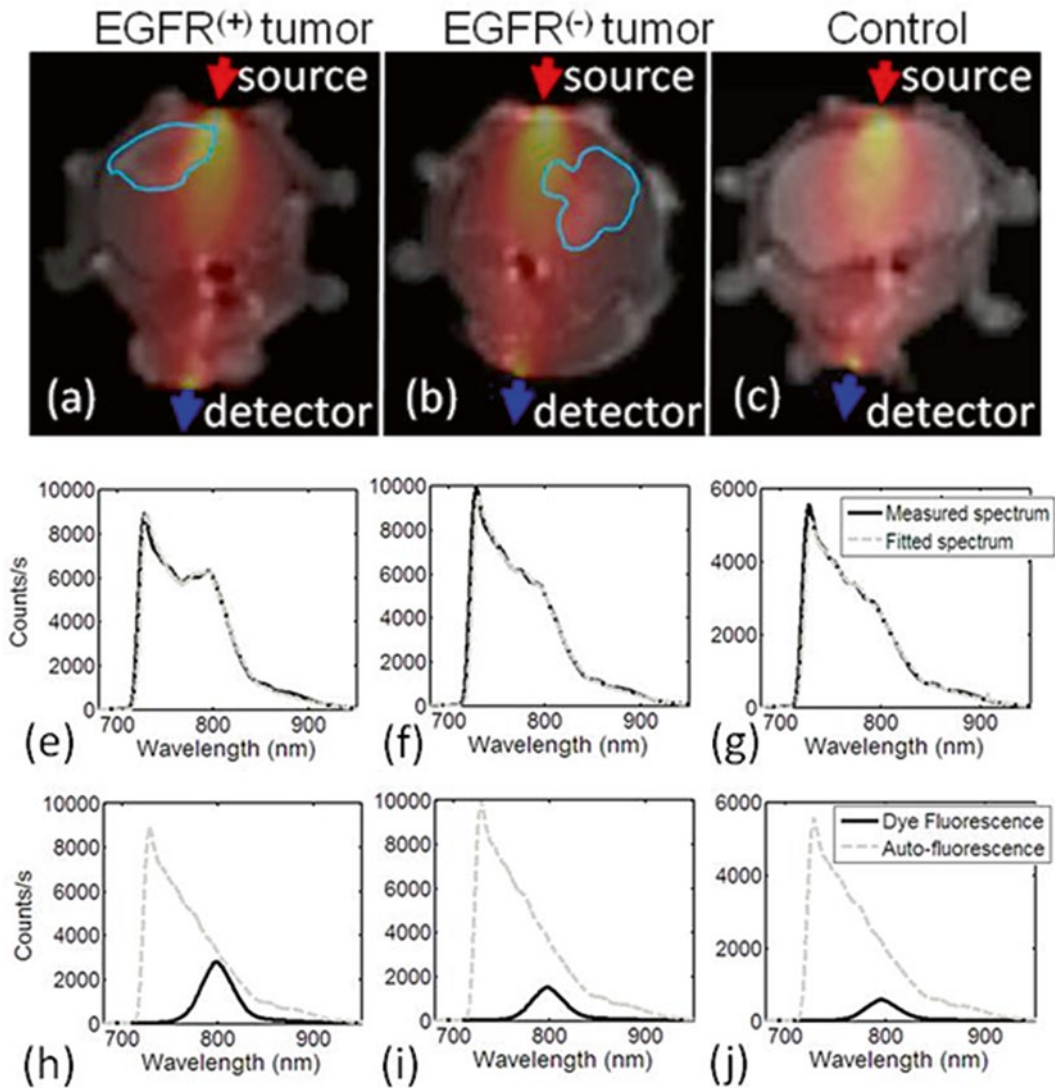 EGFR(+) tumor EGFR(-) tumor Control
source source source
(a) detector (b) detector (c) detector
10000 10000 6000
8000 8000
6000 6000 4000
4000 4000
2000 2000 2000
0 0 0
Counts/s
Measured spectrum
Fitted spectrum
700 800 900 700 800 900 700 800 900
(e) Wavelength (nm) (f) Wavelength (nm) (g) Wavelength (nm)
10000 10000 6000
8000 8000
6000 6000 4000
4000 4000
2000 2000 2000
0 0 0
Counts/s
Dye Fluorescence
Auto-fluorescence
700 800 900 700 800 900 700 800 900
(h) Wavelength (nm) (i) Wavelength (nm) (j) Wavelength (nm)